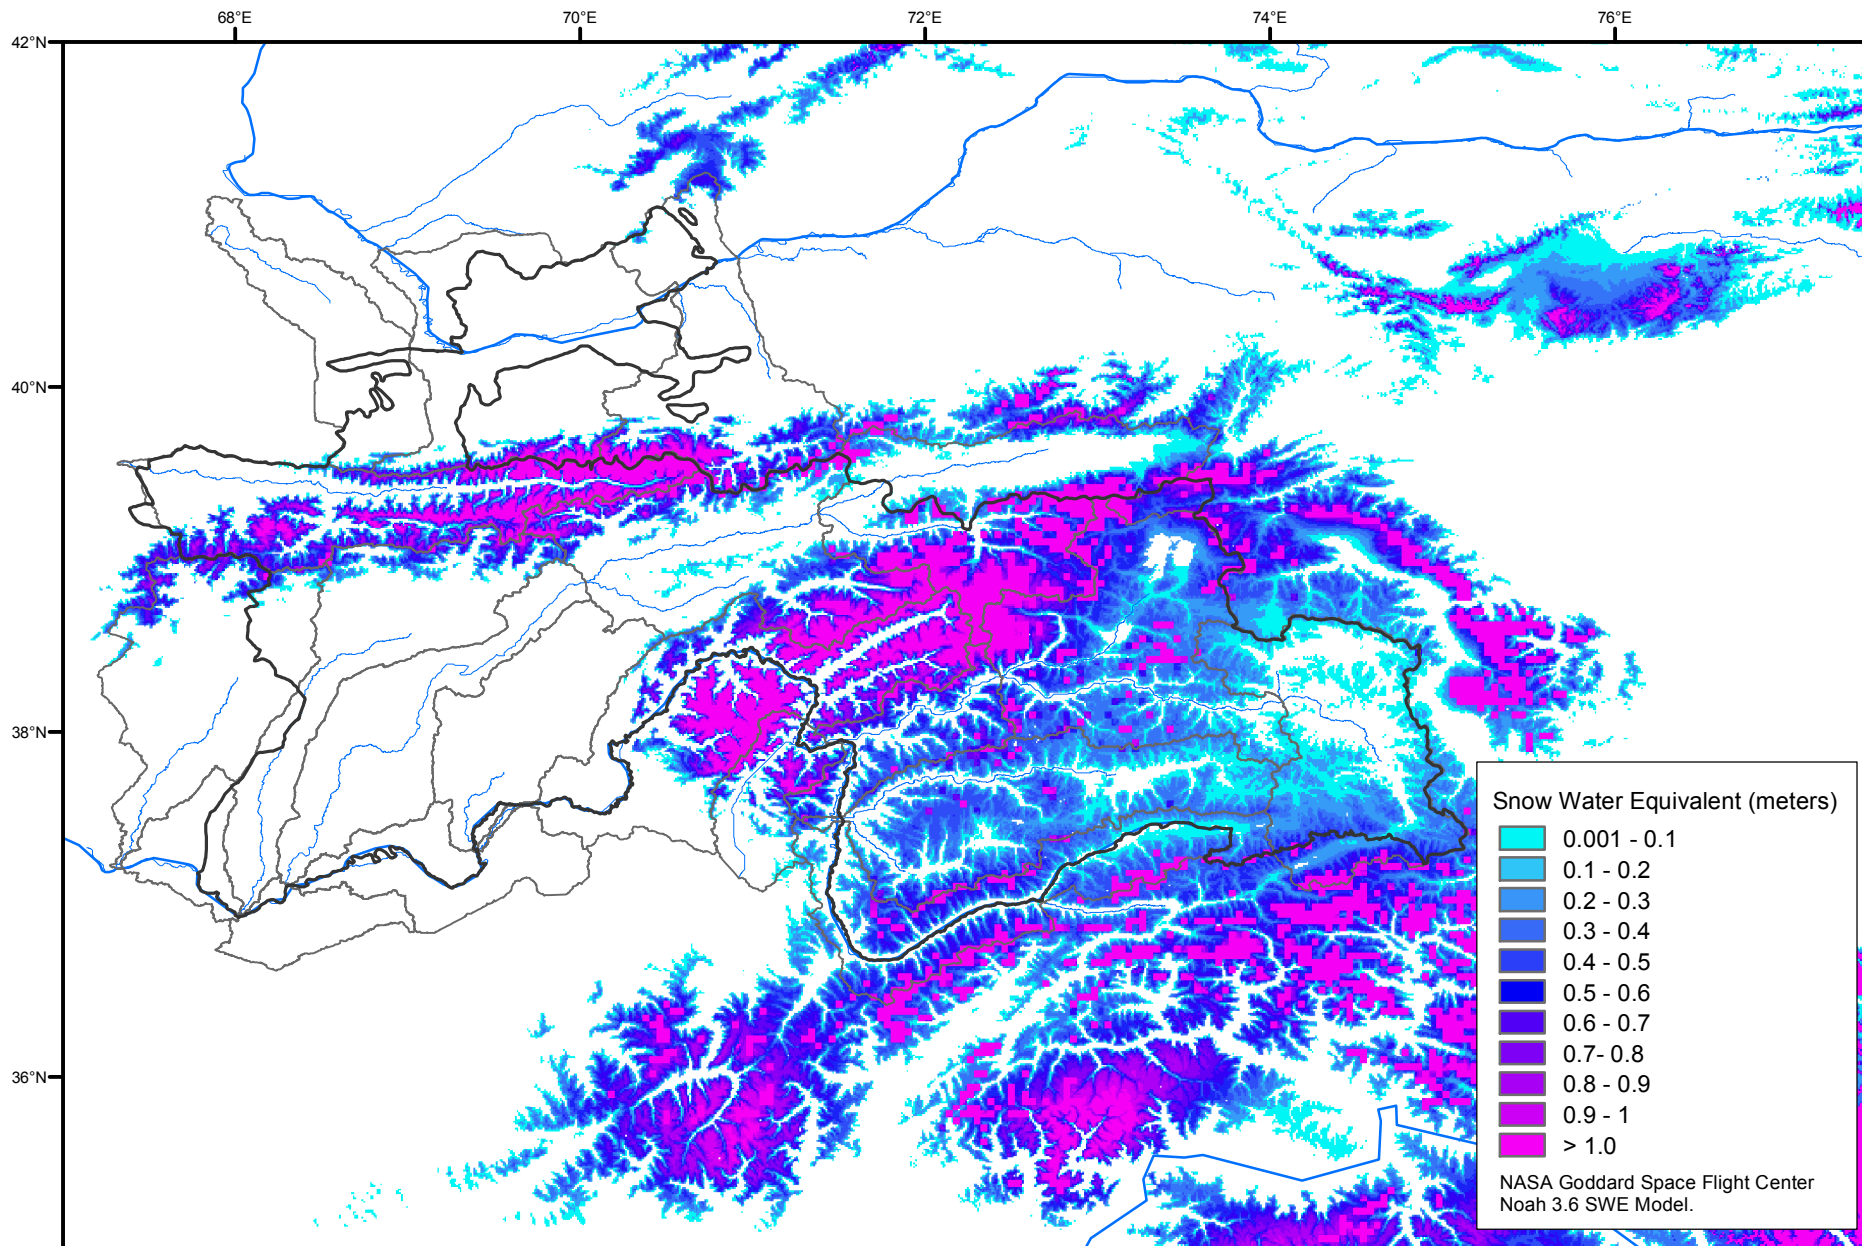 68°E
70°E
72°E
74°E
76°E
42°N
40°N
38°N
36°N
Snow Water Equivalent (meters)
0.001 - 0.1
0.1 - 0.2
0.2 - 0.3
0.3 - 0.4
0.4 - 0.5
0.5 - 0.6
0.6 - 0.7
0.7- 0.8
0.8 - 0.9
0.9 - 1
> 1.0
NASA Goddard Space Flight Center
Noah 3.6 SWE Model.